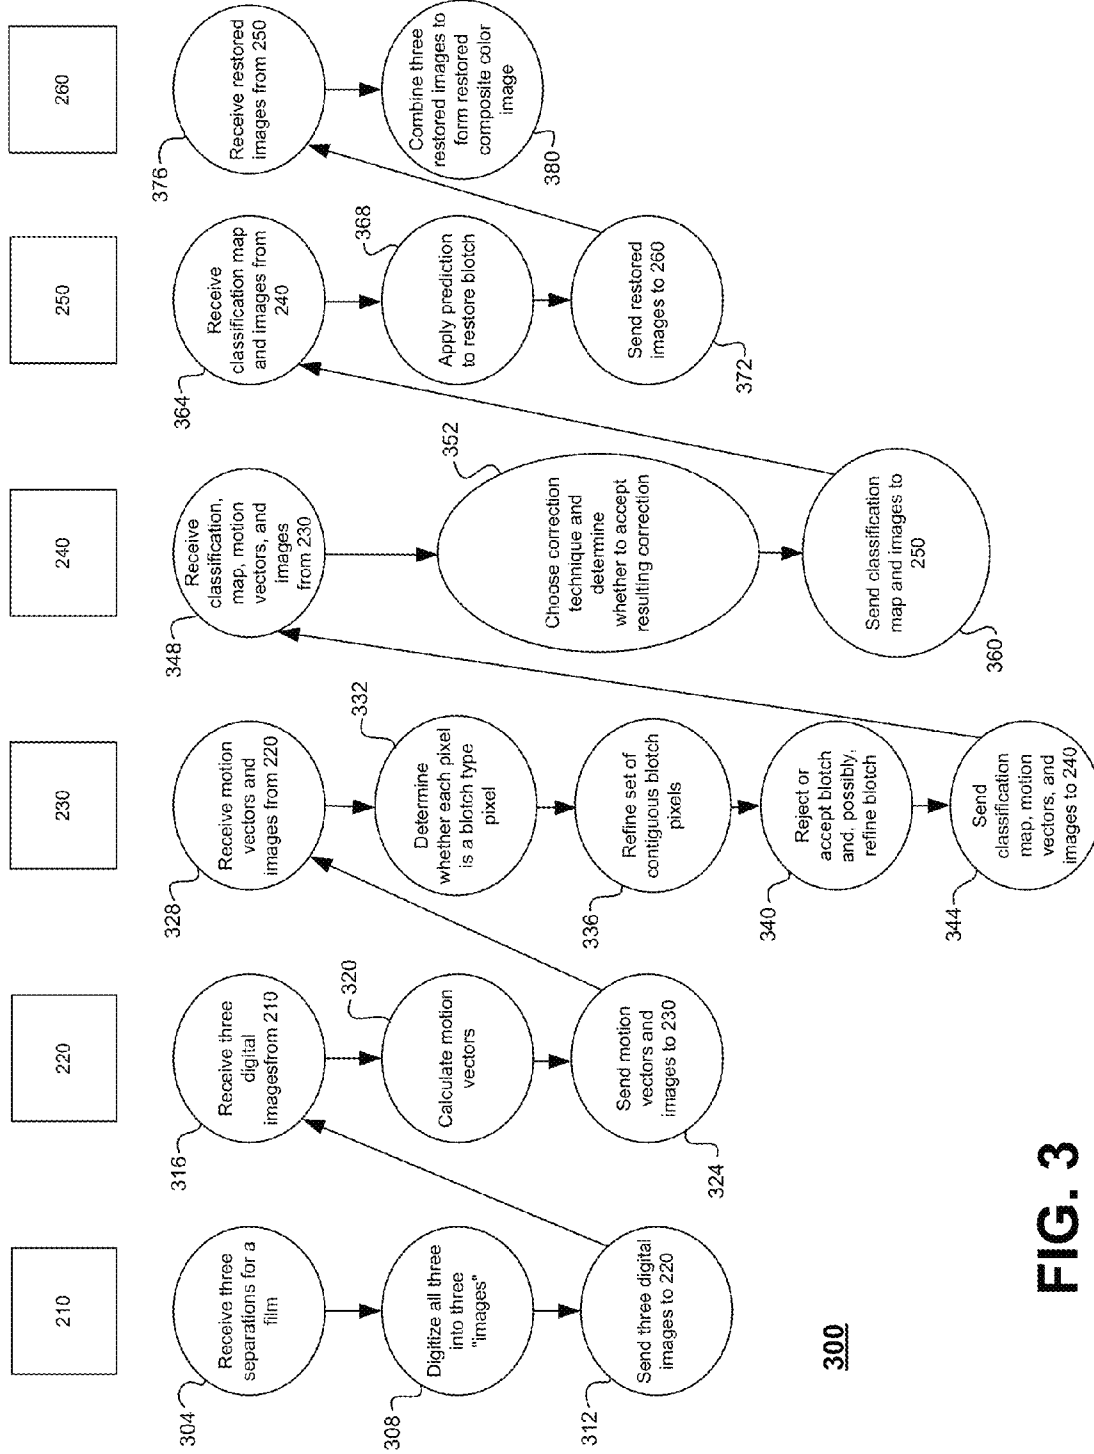 210
220
230
240
250
260
304
Receive three
separations for a
film
308
Digitize all three
into three
"images"
312
Send three digital
images to 220
316
Receive three
digital
imagesfrom 210
320
Calculate motion
vectors
324
Send motion
vectors and
images to 230
328
Receive motion
vectors and
images from 220
332
Determine
whether each pixel
is a blotch type
pixel
336
Refine set of
contiguous blotch
pixels
340
Reject or
accept blotch
and, possibly,
refine blotch
344
Send
classification
map, motion
vectors, and
images to 240
348
Receive
classification,
map, motion
vectors, and
images
from 230
352
Choose correction
technique and
determine
whether to accept
resulting correction
360
Send classification
map and images to
250
364
Receive
classification map
and images from
240
368
Apply prediction
to restore blotch
372
Send restored
images to 260
376
Receive restored
images from 250
380
Combine three
restored images to
form restored
composite color
image
300
FIG. 3